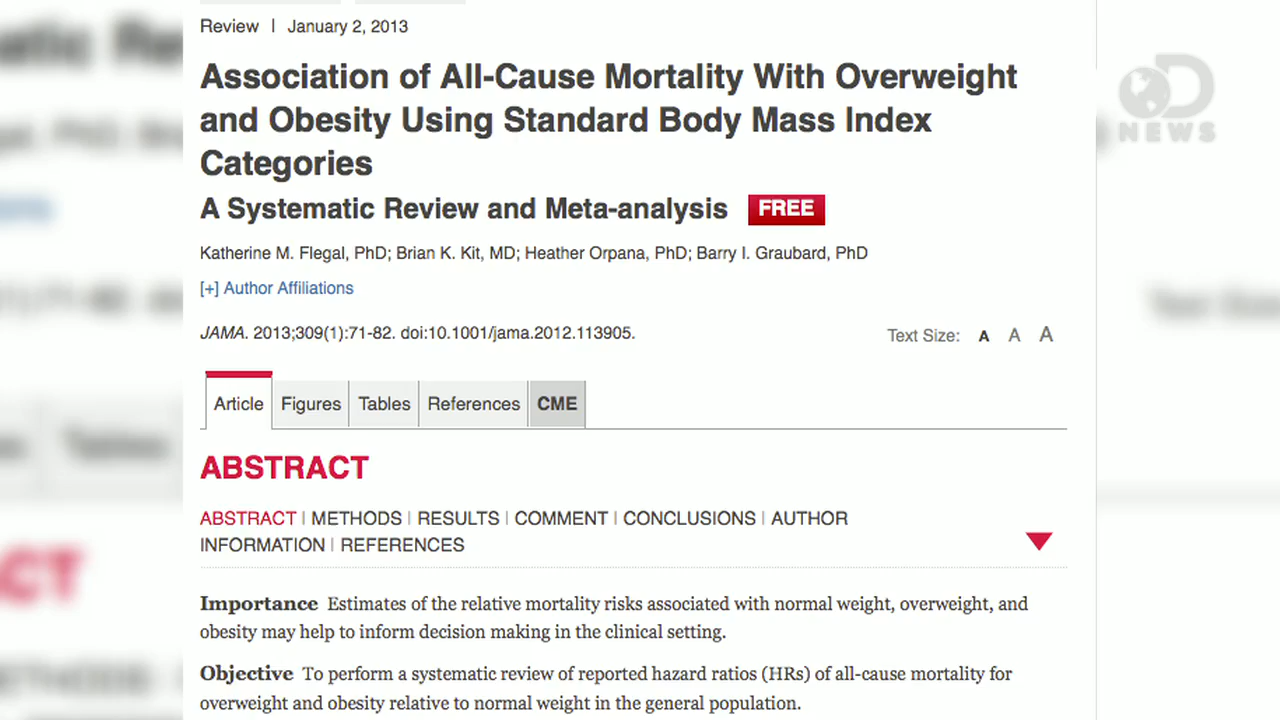 Review | January 2, 2013
Association of All-Cause Mortality With Overweight
and Obesity Using Standard Body Mass Index
Categories
A Systematic Review and Meta-analysis FREE
Katherine M. Flegal, PhD; Brian K. Kit, MD; Heather Orpana, PhD; Barry I. Graubard, PhD
[+] Author Affiliations
JAMA. 2013;309(1):71-82. doi:10.1001/jama.2012.113905.
Text Size: A A A
Article Figures Tables References CME
ABSTRACT
ABSTRACT | METHODS | RESULTS | COMMENT | CONCLUSIONS | AUTHOR
INFORMATION | REFERENCES
Importance Estimates of the relative mortality risks associated with normal weight, overweight, and
obesity may help to inform decision making in the clinical setting.
Objective To perform a systematic review of reported hazard ratios (HRs) of all-cause mortality for
overweight and obesity relative to normal weight in the general population.
D
NEWS